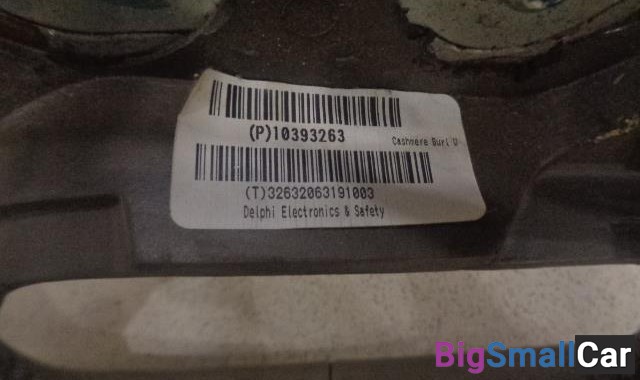 (P)10393263
Cashmere Burl U
(T)32632063191003
Delphi Electronics & Safety
BigSmallCar